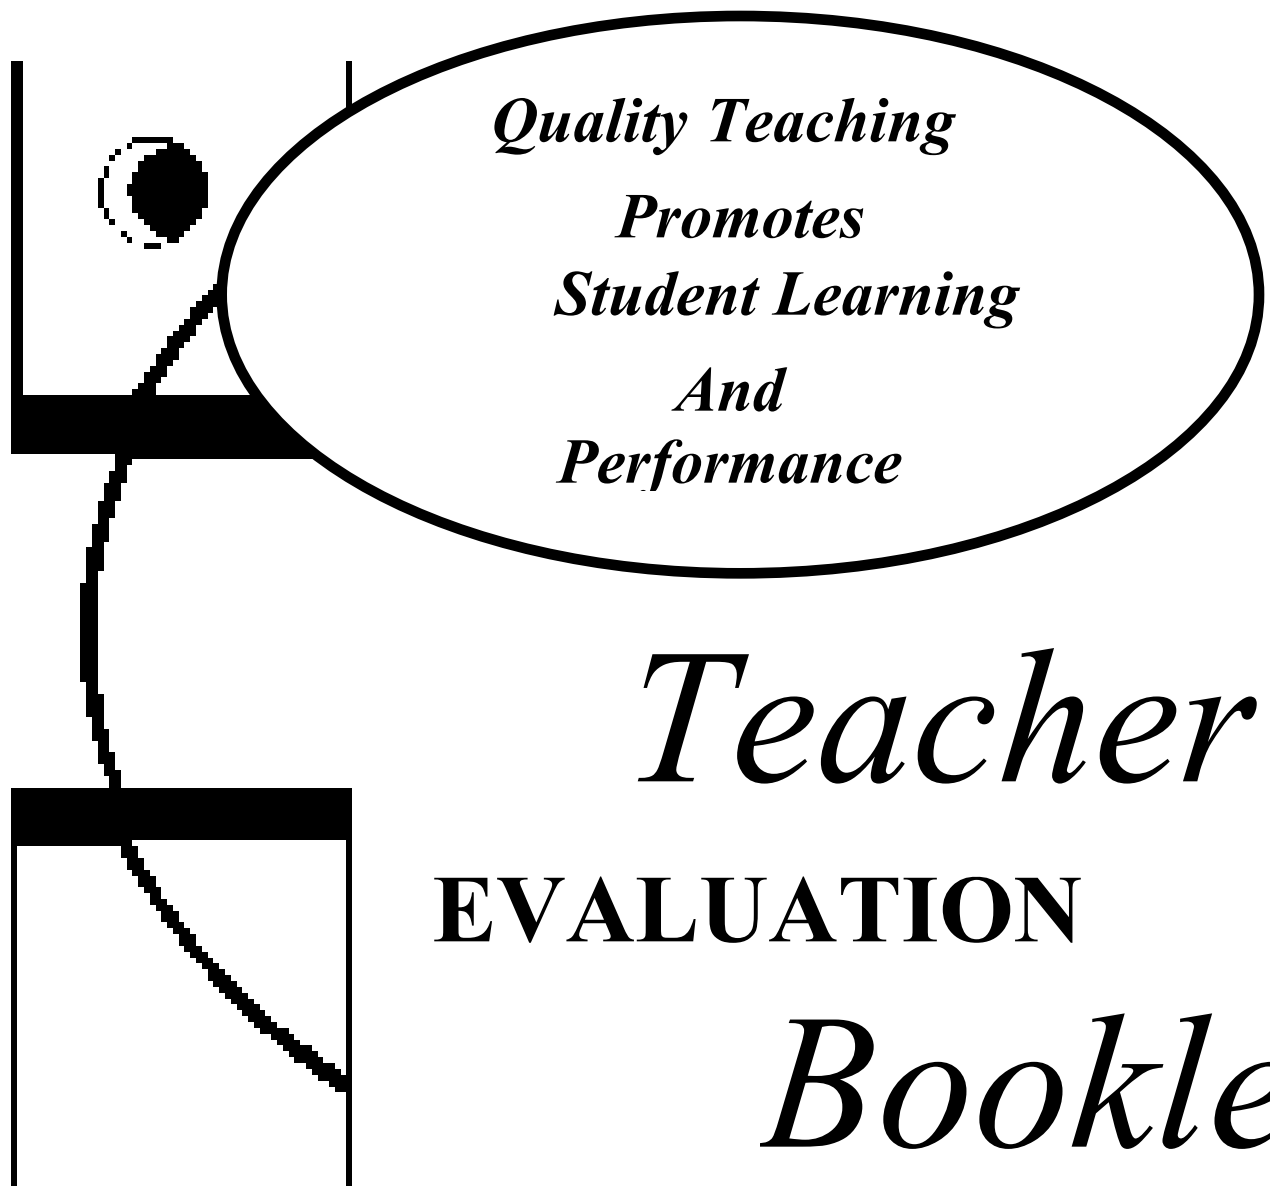 Quality Teaching
Promotes
Student Learning
And
Performance
Teacher
EVALUATION
Bookle